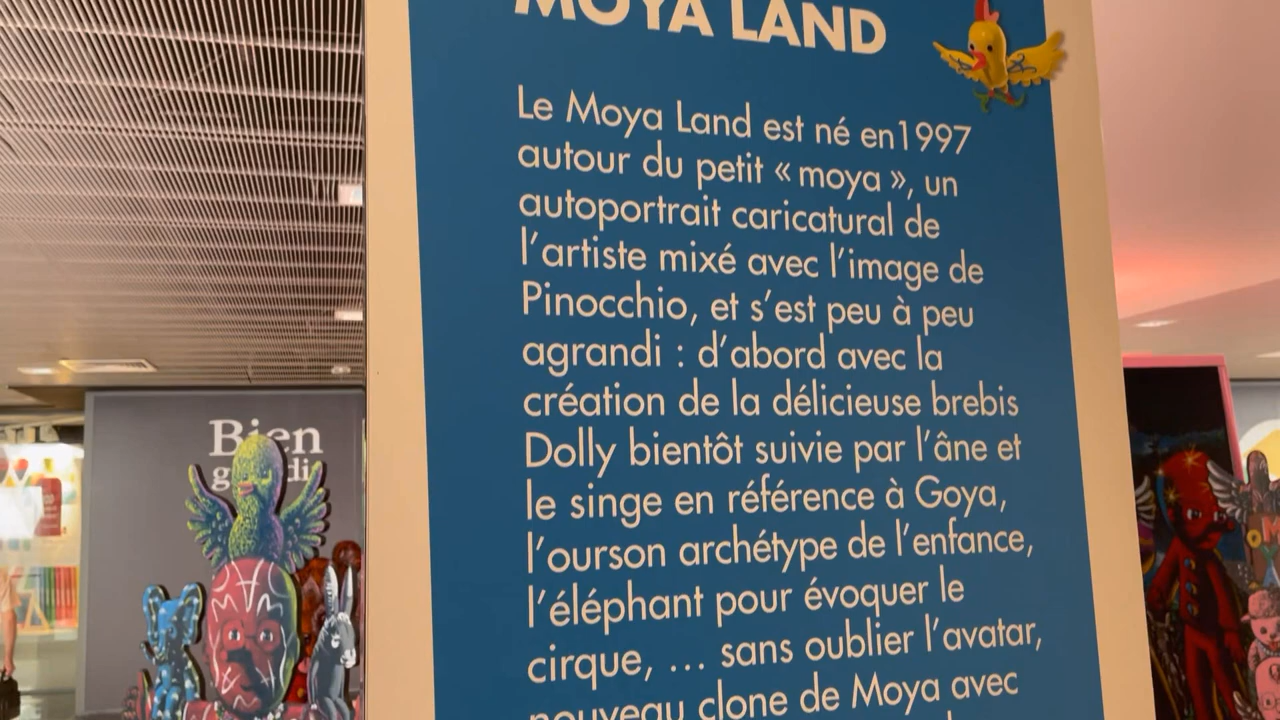 MOYA LAND
Le Moya Land est né en1997
autour du petit « moya », un
autoportrait caricatural de
l’artiste mixé avec l’image de
Pinocchio, et s’est peu à peu
agrandi : d’abord avec la
création de la délicieuse brebis
Dolly bientôt suivie par l’âne et
le singe en référence à Goya,
l’ourson archétype de l’enfance,
l’éléphant pour évoquer le
cirque, ... sans oublier l’avatar,
nouveau clone de Moya avec
Bien